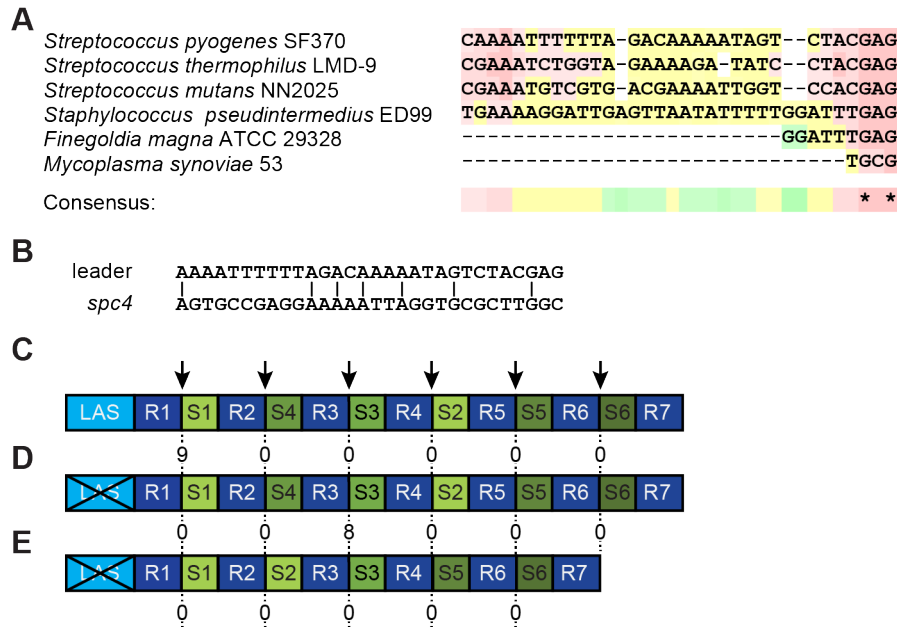 A
Streptococcus pyogenes SF370 CAAAATTTTTTA-GACAAAAATAGT--CTACGAG
Streptococcus thermophilus LMD-9 CGAAATCTGGTA-GAAAAGA-TATC--CTACGAG
Streptococcus mutans NN2025 CGAAATGTCGTG-ACGAAAATTGGT--CCACGAG
Staphylococcus pseudintermedius ED99 TGAAAAGGATTGAGTTAATATTTTTGGATTTGAG
Finegoldia magna ATCC 29328 -------------------------GGATTTGAG
Mycoplasma synoviae 53 ------------------------------TGCG
Consensus: * *
B
leader AAAATTTTTTAGACAAAAATAGTCTACGAG
spc4 AGTGCCGAGGAAAAATTAGGTGCGCTTGGC
C
LAS R1 S1 R2 S4 R3 S3 R4 S2 R5 S5 R6 S6 R7
9 0 0 0 0 0
D
LAS R1 S1 R2 S4 R3 S3 R4 S2 R5 S5 R6 S6 R7
0 0 8 0 0 0
E
LAS R1 S1 R2 S2 R3 S3 R4 S5 R6 S6 R7
0 0 0 0 0